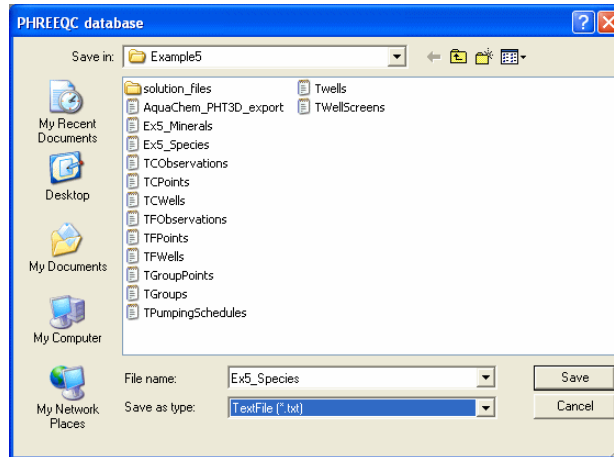 PHREEQC database
Save in:
Example5
My Recent
Documents
Desktop
My Documents
My Computer
My Network
Places
solution_files
AquaChem_PHT3D_export
Ex5_Minerals
Ex5_Species
TCObservations
TCPoints
TCWells
TFObservations
TFPoints
TFWells
TGroupPoints
TGroups
TPumpingSchedules
Twells
TWellScreens
File name:
Ex5_Species
Save
Save as type:
TextFile (*.txt)
Cancel